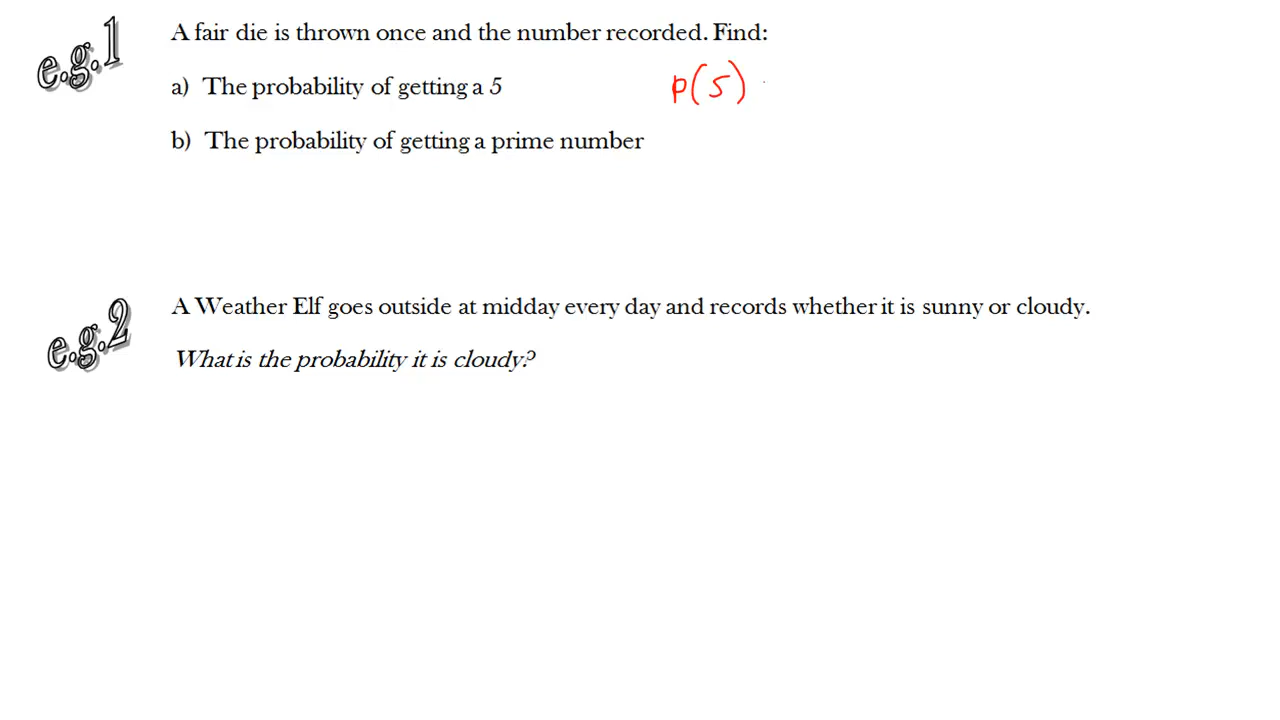 e.g.1
A fair die is thrown once and the number recorded. Find:
a) The probability of getting a 5
p(5)
b) The probability of getting a prime number
e.g.2
A Weather Elf goes outside at midday every day and records whether it is sunny or cloudy.
What is the probability it is cloudy?